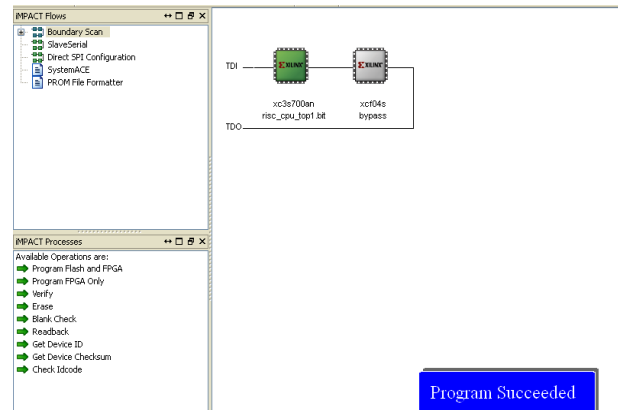 iMPACT Flows
Boundary Scan
SlaveSerial
Direct SPI Configuration
SystemACE
PROM File Formatter
TDI
XILINX
XILINX
xc3s700an
xcf04s
risc_cpu_top1.bit
bypass
TDO
iMPACT Processes
Available Operations are:
Program Flash and FPGA
Program FPGA Only
Verify
Erase
Blank Check
Readback
Get Device ID
Get Device Checksum
Check Idcode
Program Succeeded